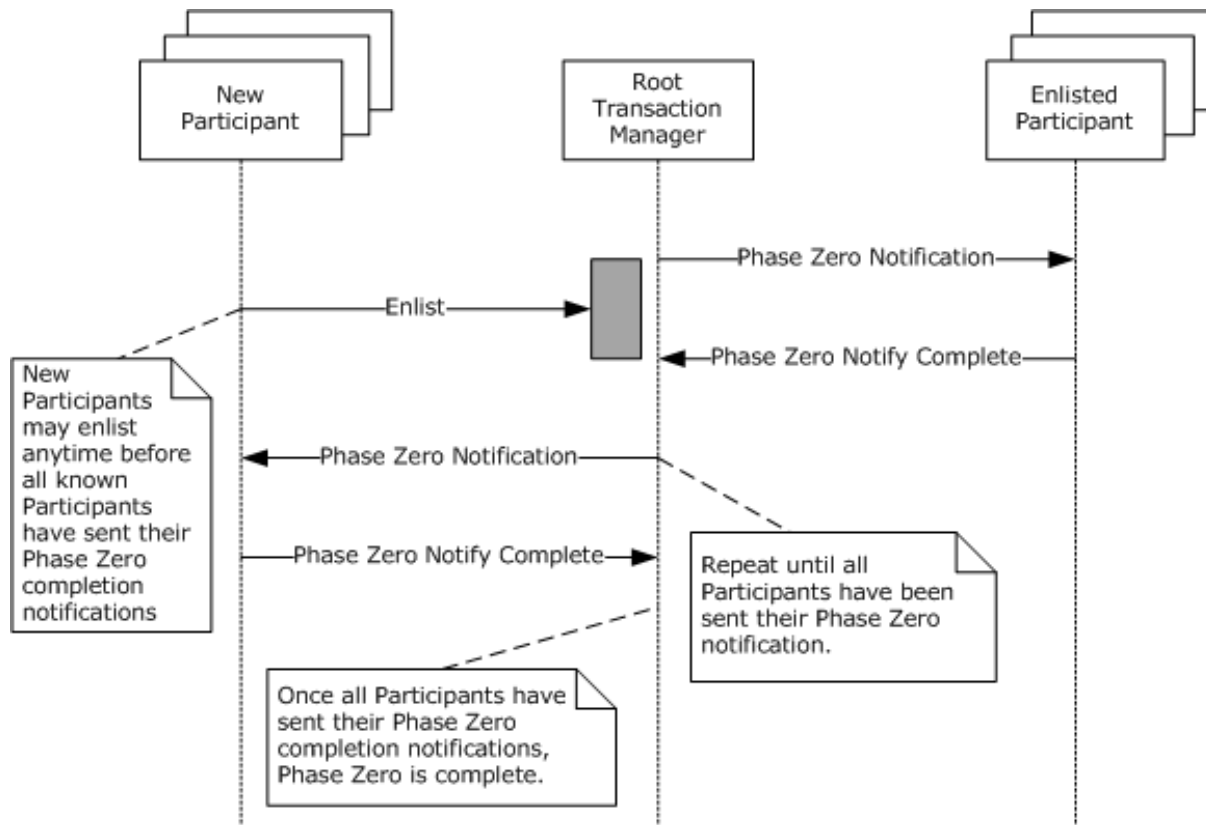 New
Participant
Root
Transaction
Manager
Enlisted
Participant
Phase Zero Notification
Enlist
Phase Zero Notify Complete
New
Participants
may enlist
anytime before
all known
Participants
have sent their
Phase Zero
completion
notifications
Phase Zero Notification
Phase Zero Notify Complete
Repeat until all
Participants have been
sent their Phase Zero
notification.
Once all Participants have
sent their Phase Zero
completion notifications,
Phase Zero is complete.